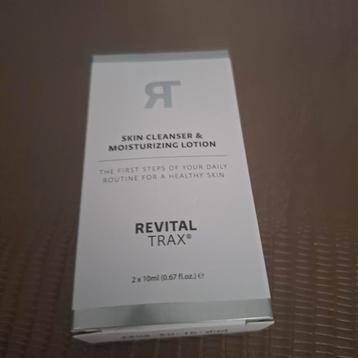 RT
SKIN CLEANSER &
MOISTURIZING LOTION
THE FIRST STEPS OF YOUR DAILY
ROUTINE FOR A HEALTHY SKIN
REVITAL
TRAX®
2 x 10ml (0.67 fl.oz.) ℮